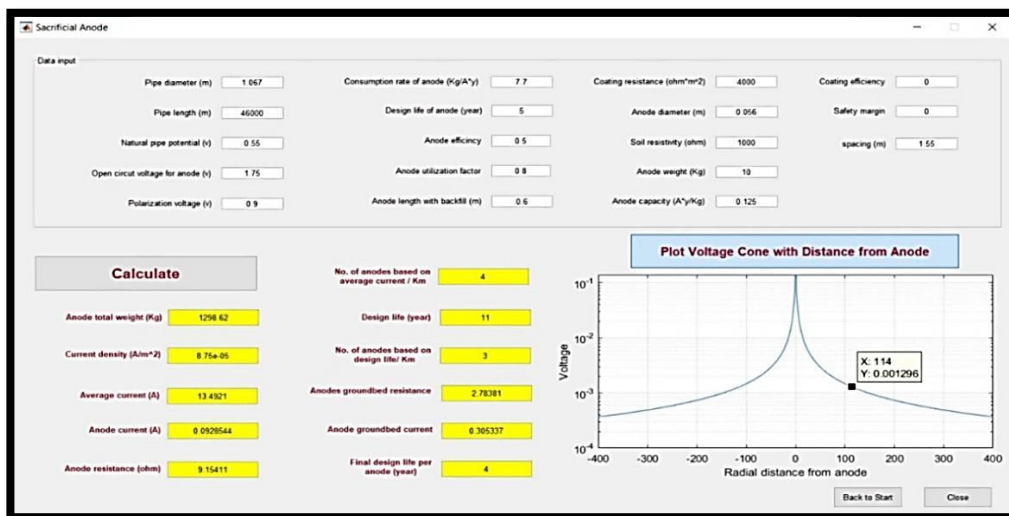 Sacrificial Anode
Data input
Pipe diameter (m) 1.067 Consumption rate of anode (Kg/A*y) 7.7 Coating resistance (ohm*m^2) 4000 Coating efficiency 0
Pipe length (m) 46000 Design life of anode (year) 5 Anode diameter (m) 0.056 Safety margin 0
Natural pipe potential (v) 0.55 Anode efficincy 0.5 Soil resistivity (ohm) 1000 spacing (m) 1.55
Open circut voltage for anode (v) 1.75 Anode utilization factor 0.8 Anode weight (Kg) 10
Polarization voltage (v) 0.9 Anode length with backfill (m) 0.6 Anode capacity (A*y/Kg) 0.125
Calculate
Anode total weight (Kg) 1298.62
Current density (A/m^2) 8.75e-05
Average current (A) 13.4921
Anode current (A) 0.0928544
Anode resistance (ohm) 9.15411
No. of anodes based on
average current / Km 4
Design life (year) 11
No. of anodes based on
design life/ Km 3
Anodes groundbed resistance 2.78381
Anode groundbed current 0.305337
Final design life per
anode (year) 4
Plot Voltage Cone with Distance from Anode
Voltage
10^-1
10^-2
10^-3
10^-4
X: 114
Y: 0.001296
-400 -300 -200 -100 0 100 200 300 400
Radial distance from anode
Back to Start Close